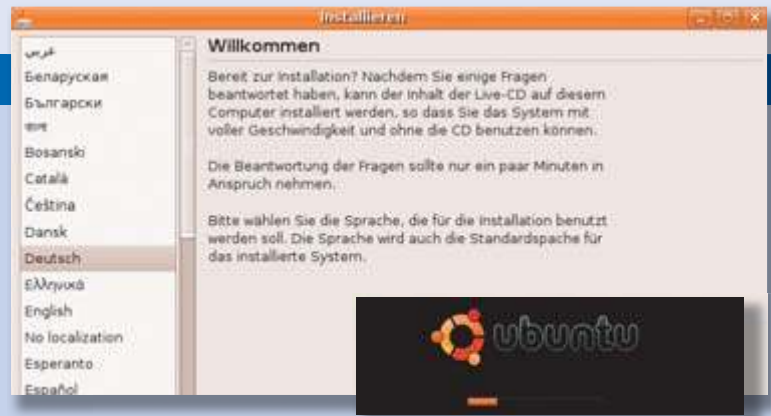 Installieren
عربي
Беларуская
Български
বাংলা
Bosanski
Català
Čeština
Dansk
Deutsch
Ελληνικά
English
No localization
Esperanto
Español
Willkommen
Bereit zur Installation? Nachdem Sie einige Fragen
beantwortet haben, kann der Inhalt der Live-CD auf diesem
Computer installiert werden, so dass Sie das System mit
voller Geschwindigkeit und ohne die CD benutzen können.
Die Beantwortung der Fragen sollte nur ein paar Minuten in
Anspruch nehmen.
Bitte wählen Sie die Sprache, die für die Installation benutzt
werden soll. Die Sprache wird auch die Standardspache für
das installierte System.
ubuntu